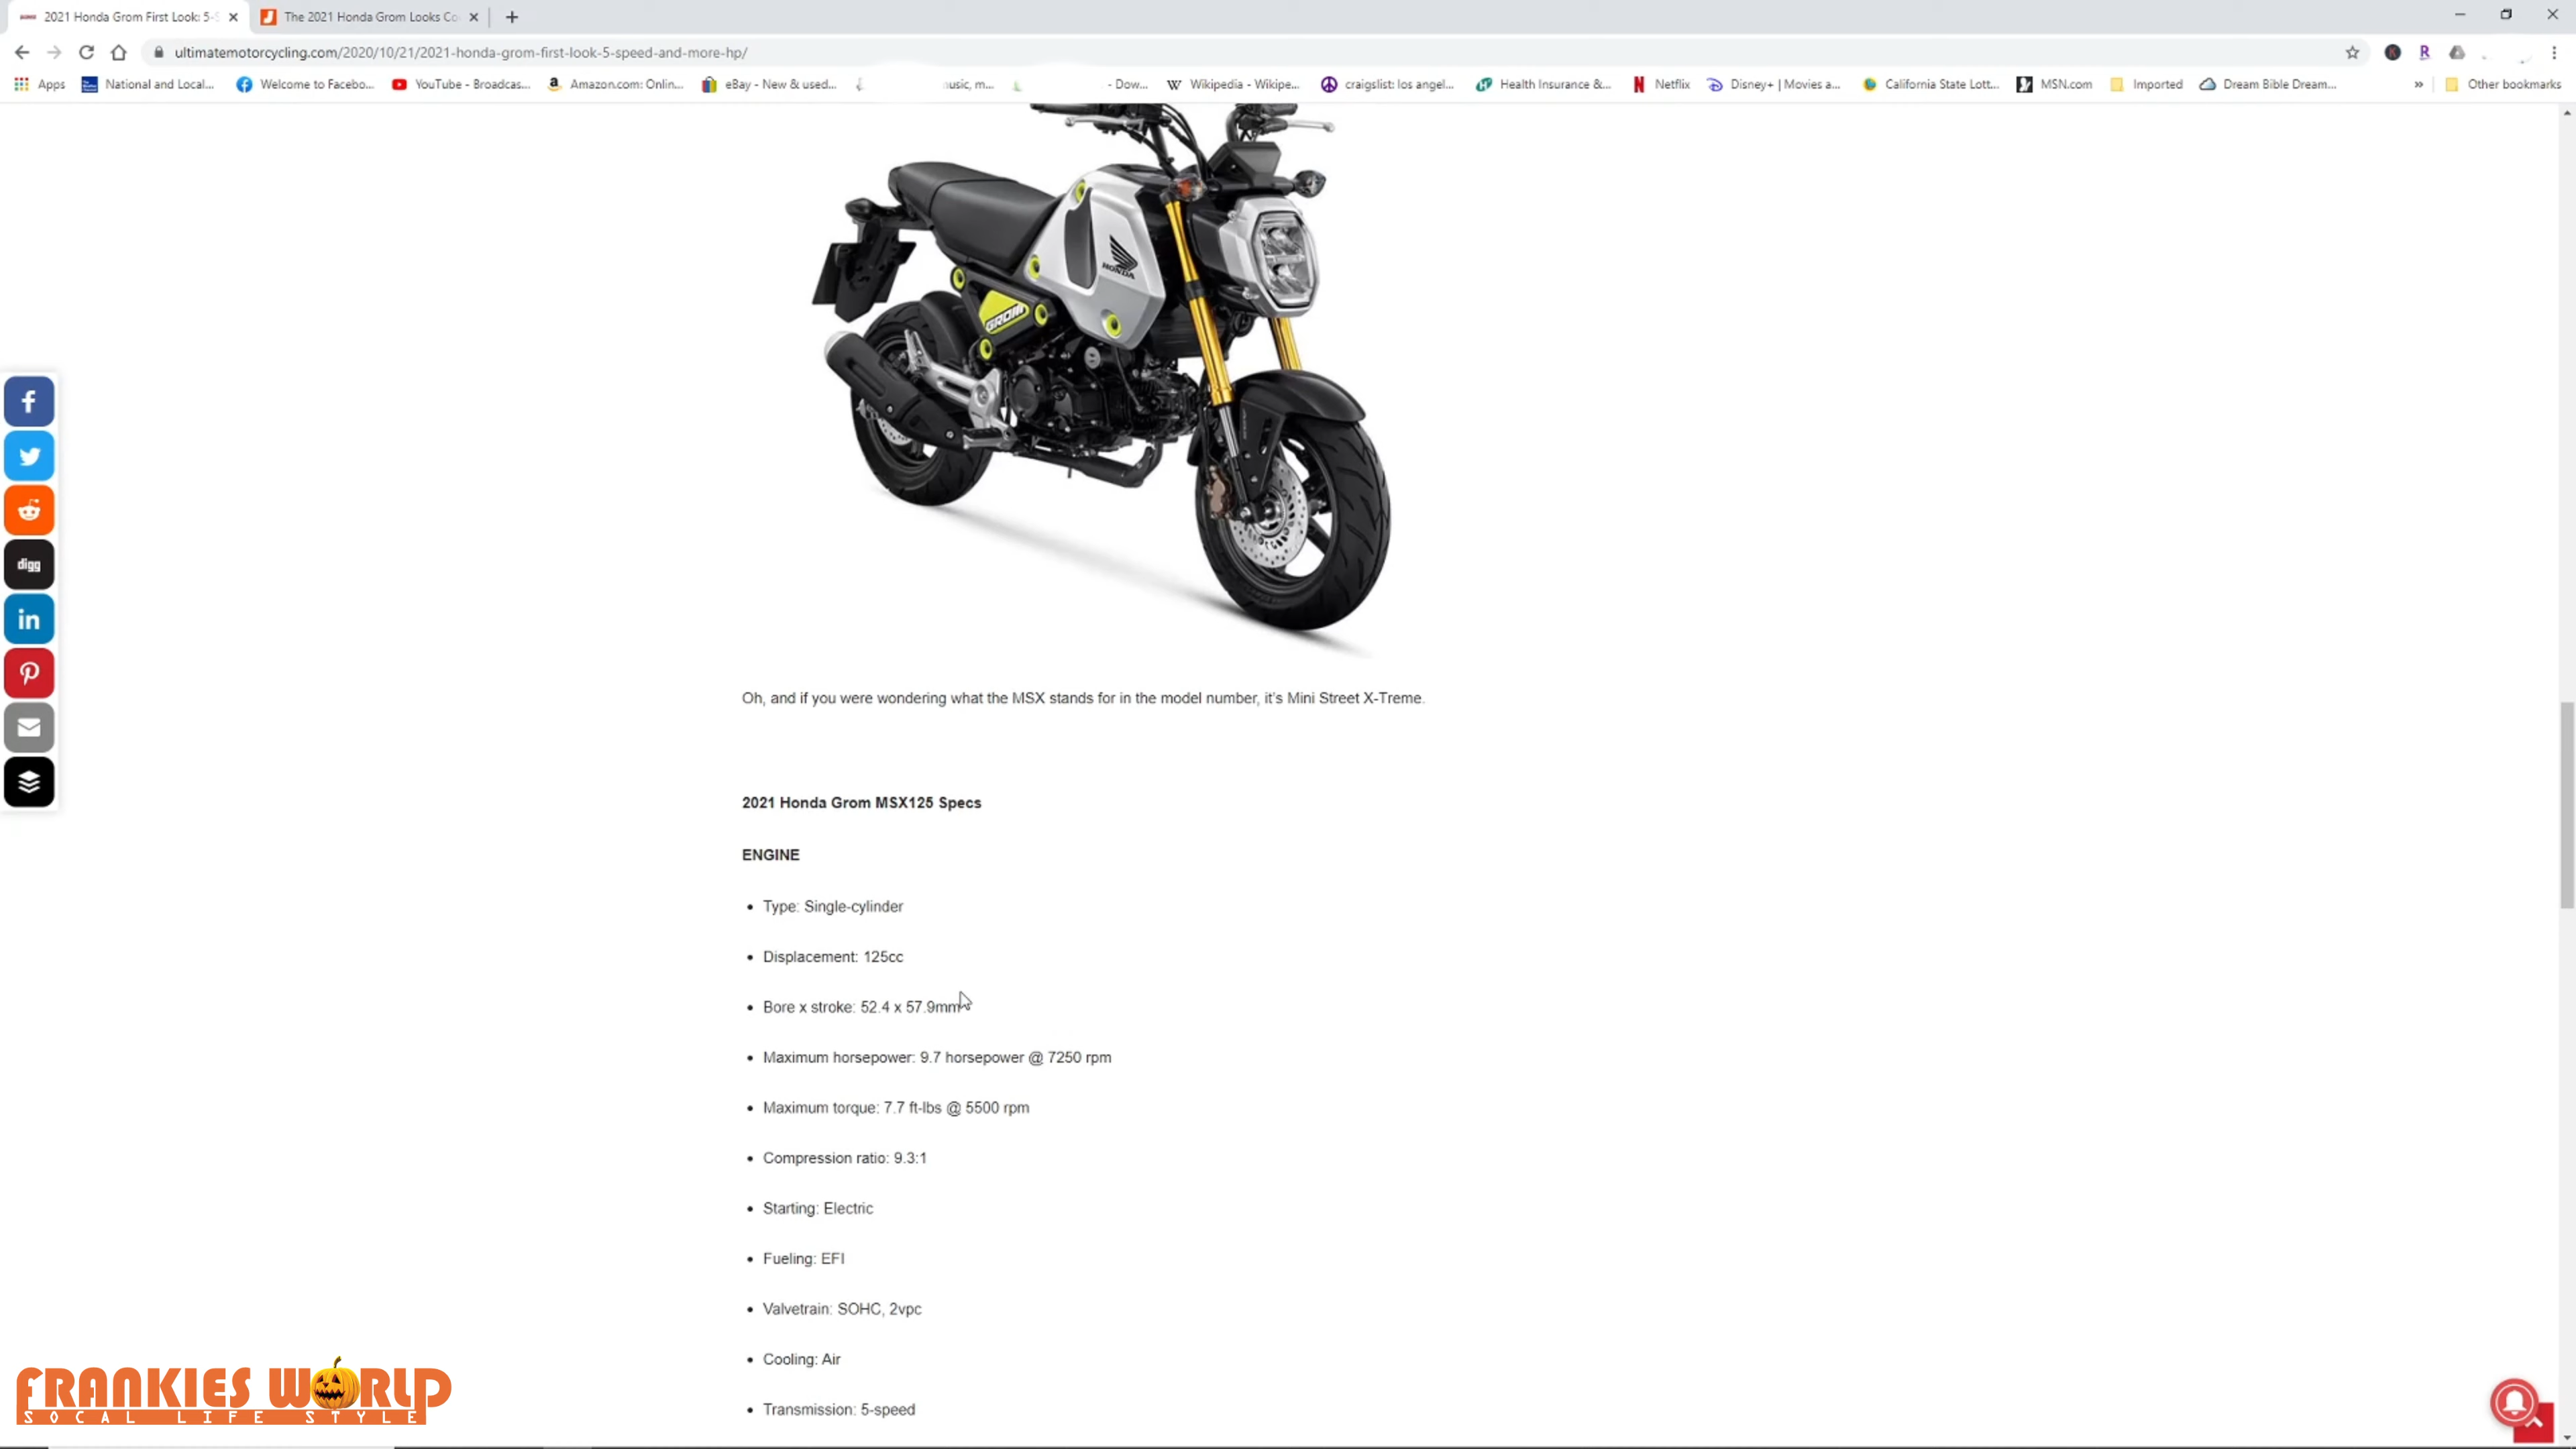 2021 Honda Grom First Look: 5-S
The 2021 Honda Grom Looks Co
ultimatemotorcycling.com/2020/10/21/2021-honda-grom-first-look-5-speed-and-more-hp/
Apps
National and Local...
Welcome to Facebo...
YouTube - Broadcas...
Amazon.com: Onlin...
eBay - New & used...
usic, m...
- Dow...
Wikipedia - Wikipe...
craigslist: los angel...
Health Insurance &...
Netflix
Disney+ | Movies a...
California State Lott...
MSN.com
Imported
Dream Bible Dream...
»
Other bookmarks
HONDA
GROM
digg
in
Oh, and if you were wondering what the MSX stands for in the model number, it's Mini Street X-Treme.
2021 Honda Grom MSX125 Specs
ENGINE
• Type: Single-cylinder
• Displacement: 125cc
• Bore x stroke: 52.4 x 57.9mm
• Maximum horsepower: 9.7 horsepower @ 7250 rpm
• Maximum torque: 7.7 ft-lbs @ 5500 rpm
• Compression ratio: 9.3:1
• Starting: Electric
• Fueling: EFI
• Valvetrain: SOHC, 2vpc
• Cooling: Air
• Transmission: 5-speed
FRANKIES WORLD
SOCAL LIFE STYLE